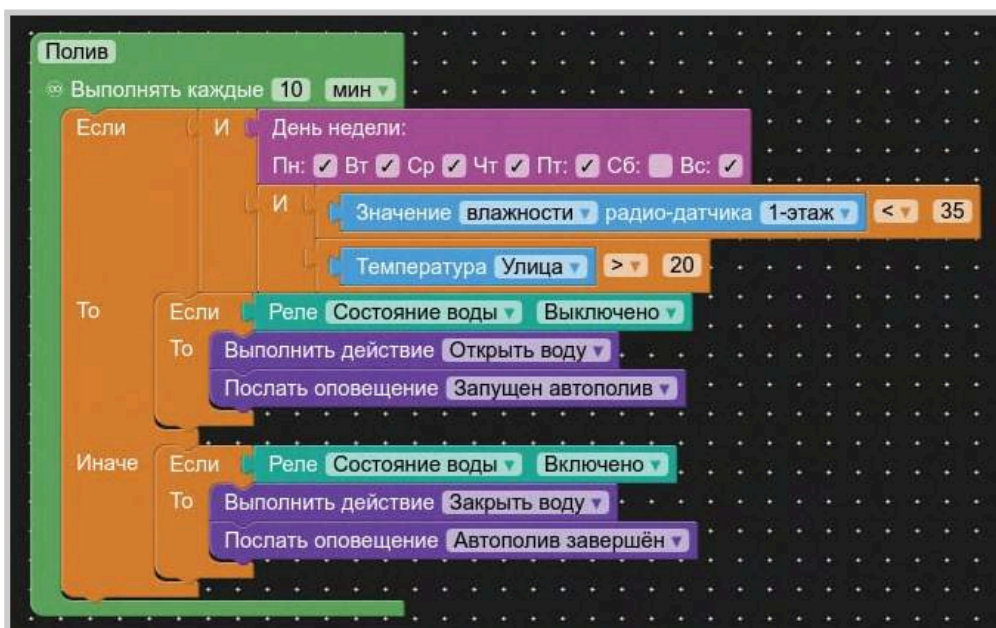 Полив
Выполнять каждые 10 мин
Если И День недели:
Пн: Вт Ср Чт Пт: Сб: Вс:
И Значение влажности радио-датчика 1-этаж < 35
Температура Улица > 20
То Если Реле Состояние воды Выключено
То Выполнить действие Открыть воду
Послать оповещение Запущен автополив
Иначе Если Реле Состояние воды Включено
То Выполнить действие Закрыть воду
Послать оповещение Автополив завершён